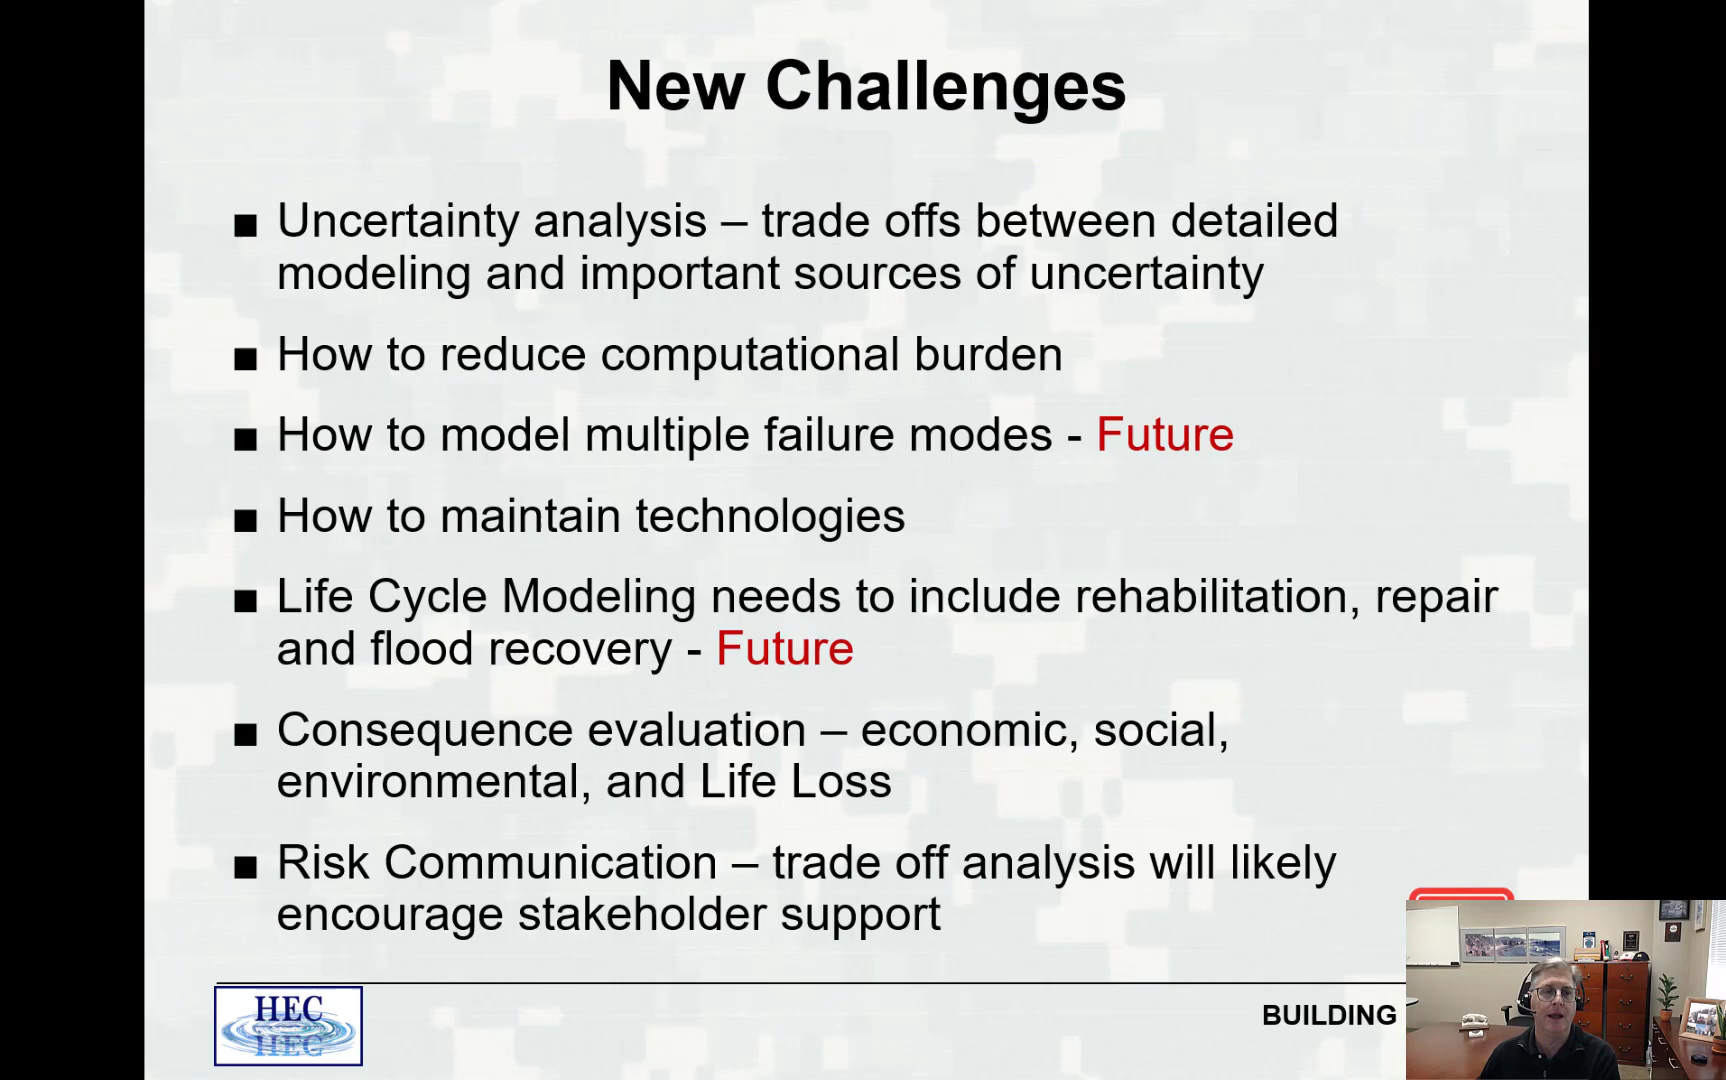 New Challenges
■ Uncertainty analysis – trade offs between detailed
modeling and important sources of uncertainty
■ How to reduce computational burden
■ How to model multiple failure modes - Future
■ How to maintain technologies
■ Life Cycle Modeling needs to include rehabilitation, repair
and flood recovery - Future
■ Consequence evaluation – economic, social,
environmental, and Life Loss
■ Risk Communication – trade off analysis will likely
encourage stakeholder support
HEC
BUILDING